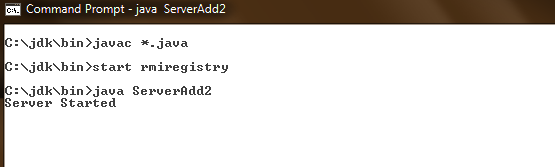 C:\. Command Prompt - java  ServerAdd2
C:\jdk\bin>javac *.java
C:\jdk\bin>start rmiregistry
C:\jdk\bin>java ServerAdd2
Server Started